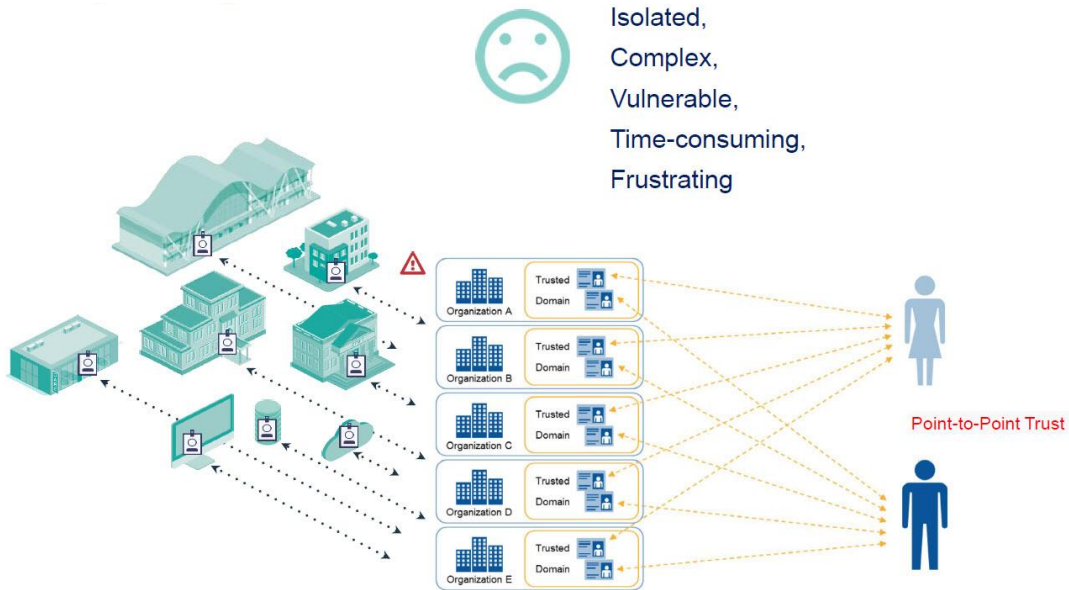 Isolated,
Complex,
Vulnerable,
Time-consuming,
Frustrating
Trusted
Domain
Organization A
Trusted
Domain
Organization B
Trusted
Domain
Organization C
Trusted
Domain
Organization D
Trusted
Domain
Organization E
Point-to-Point Trust